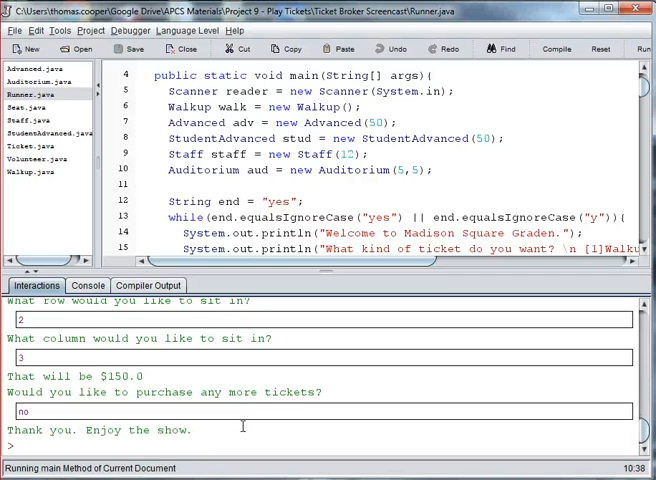 C:\Users\thomas.cooper\Google Drive\APCS Materials\Project 9 - Play Tickets\Ticket Broker Screencast\Runner.java
File Edit Tools Project Debugger Language Level Help
New Open Save Close Cut Copy Paste Undo Redo Find Compile Reset Run
Advanced.java
Auditorium.java
Runner.java
Seat.java
Staff.java
StudentAdvanced.java
Ticket.java
Volunteer.java
Walkup.java
4 public static void main(String[] args){
5 Scanner reader = new Scanner(System.in);
6 Walkup walk = new Walkup();
7 Advanced adv = new Advanced(50);
8 StudentAdvanced stud = new StudentAdvanced(50);
9 Staff staff = new Staff(12);
10 Auditorium aud = new Auditorium(5,5);
11
12 String end = "yes";
13 while(end.equalsIgnoreCase("yes") || end.equalsIgnoreCase("y")){
14 System.out.println("Welcome to Madison Square Graden.");
15 System.out.println("What kind of ticket do you want? \n [1]Walku
Interactions Console Compiler Output
What row would you like to sit in?
2
What column would you like to sit in?
3
That will be $150.0
Would you like to purchase any more tickets?
no
Thank you. Enjoy the show.
>
Running main Method of Current Document 10:38